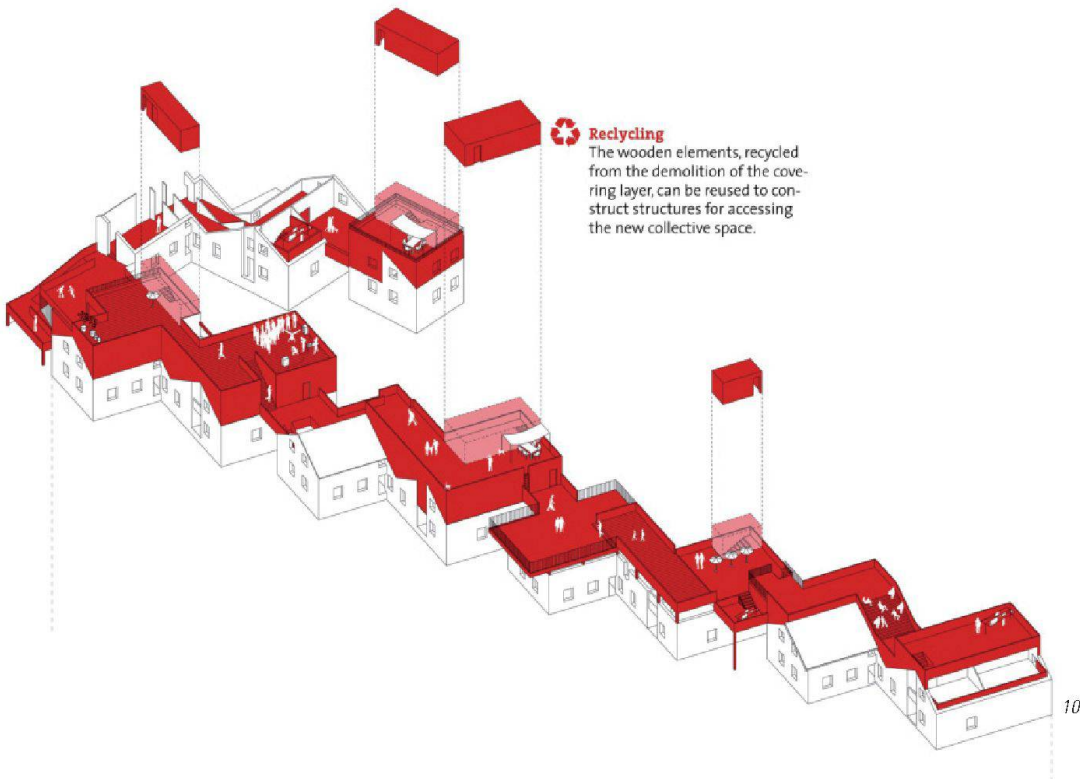 Reclycling
The wooden elements, recycled
from the demolition of the cove-
ring layer, can be reused to con-
struct structures for accessing
the new collective space.
10